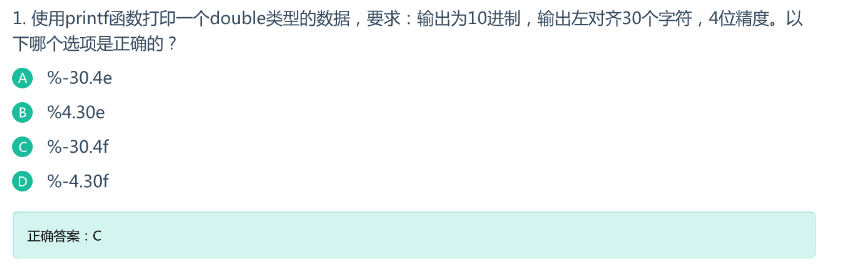 1. 使用printf函数打印一个double类型的数据，要求：输出为10进制，输出左对齐30个字符，4位精度。以
下哪个选项是正确的？
A %-30.4e
B %4.30e
C %-30.4f
D %-4.30f
正确答案：C